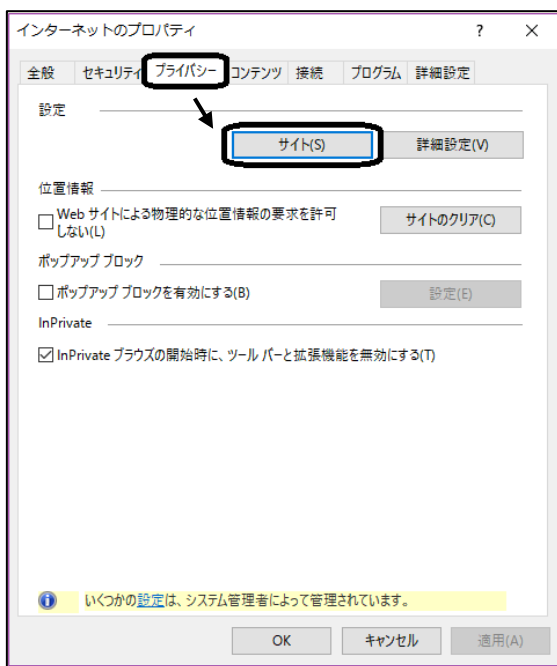 インターネットのプロパティ ? ×
全般 セキュリティ プライバシー コンテンツ 接続 プログラム 詳細設定
設定
サイト(S) 詳細設定(V)
位置情報
Web サイトによる物理的な位置情報の要求を許可
しない(L)
サイトのクリア(C)
ポップアップ ブロック
ポップアップ ブロックを有効にする(B) 設定(E)
InPrivate
InPrivate ブラウズの開始時に、ツール バーと拡張機能を無効にする(T)
いくつかの設定は、システム管理者によって管理されています。
OK キャンセル 適用(A)